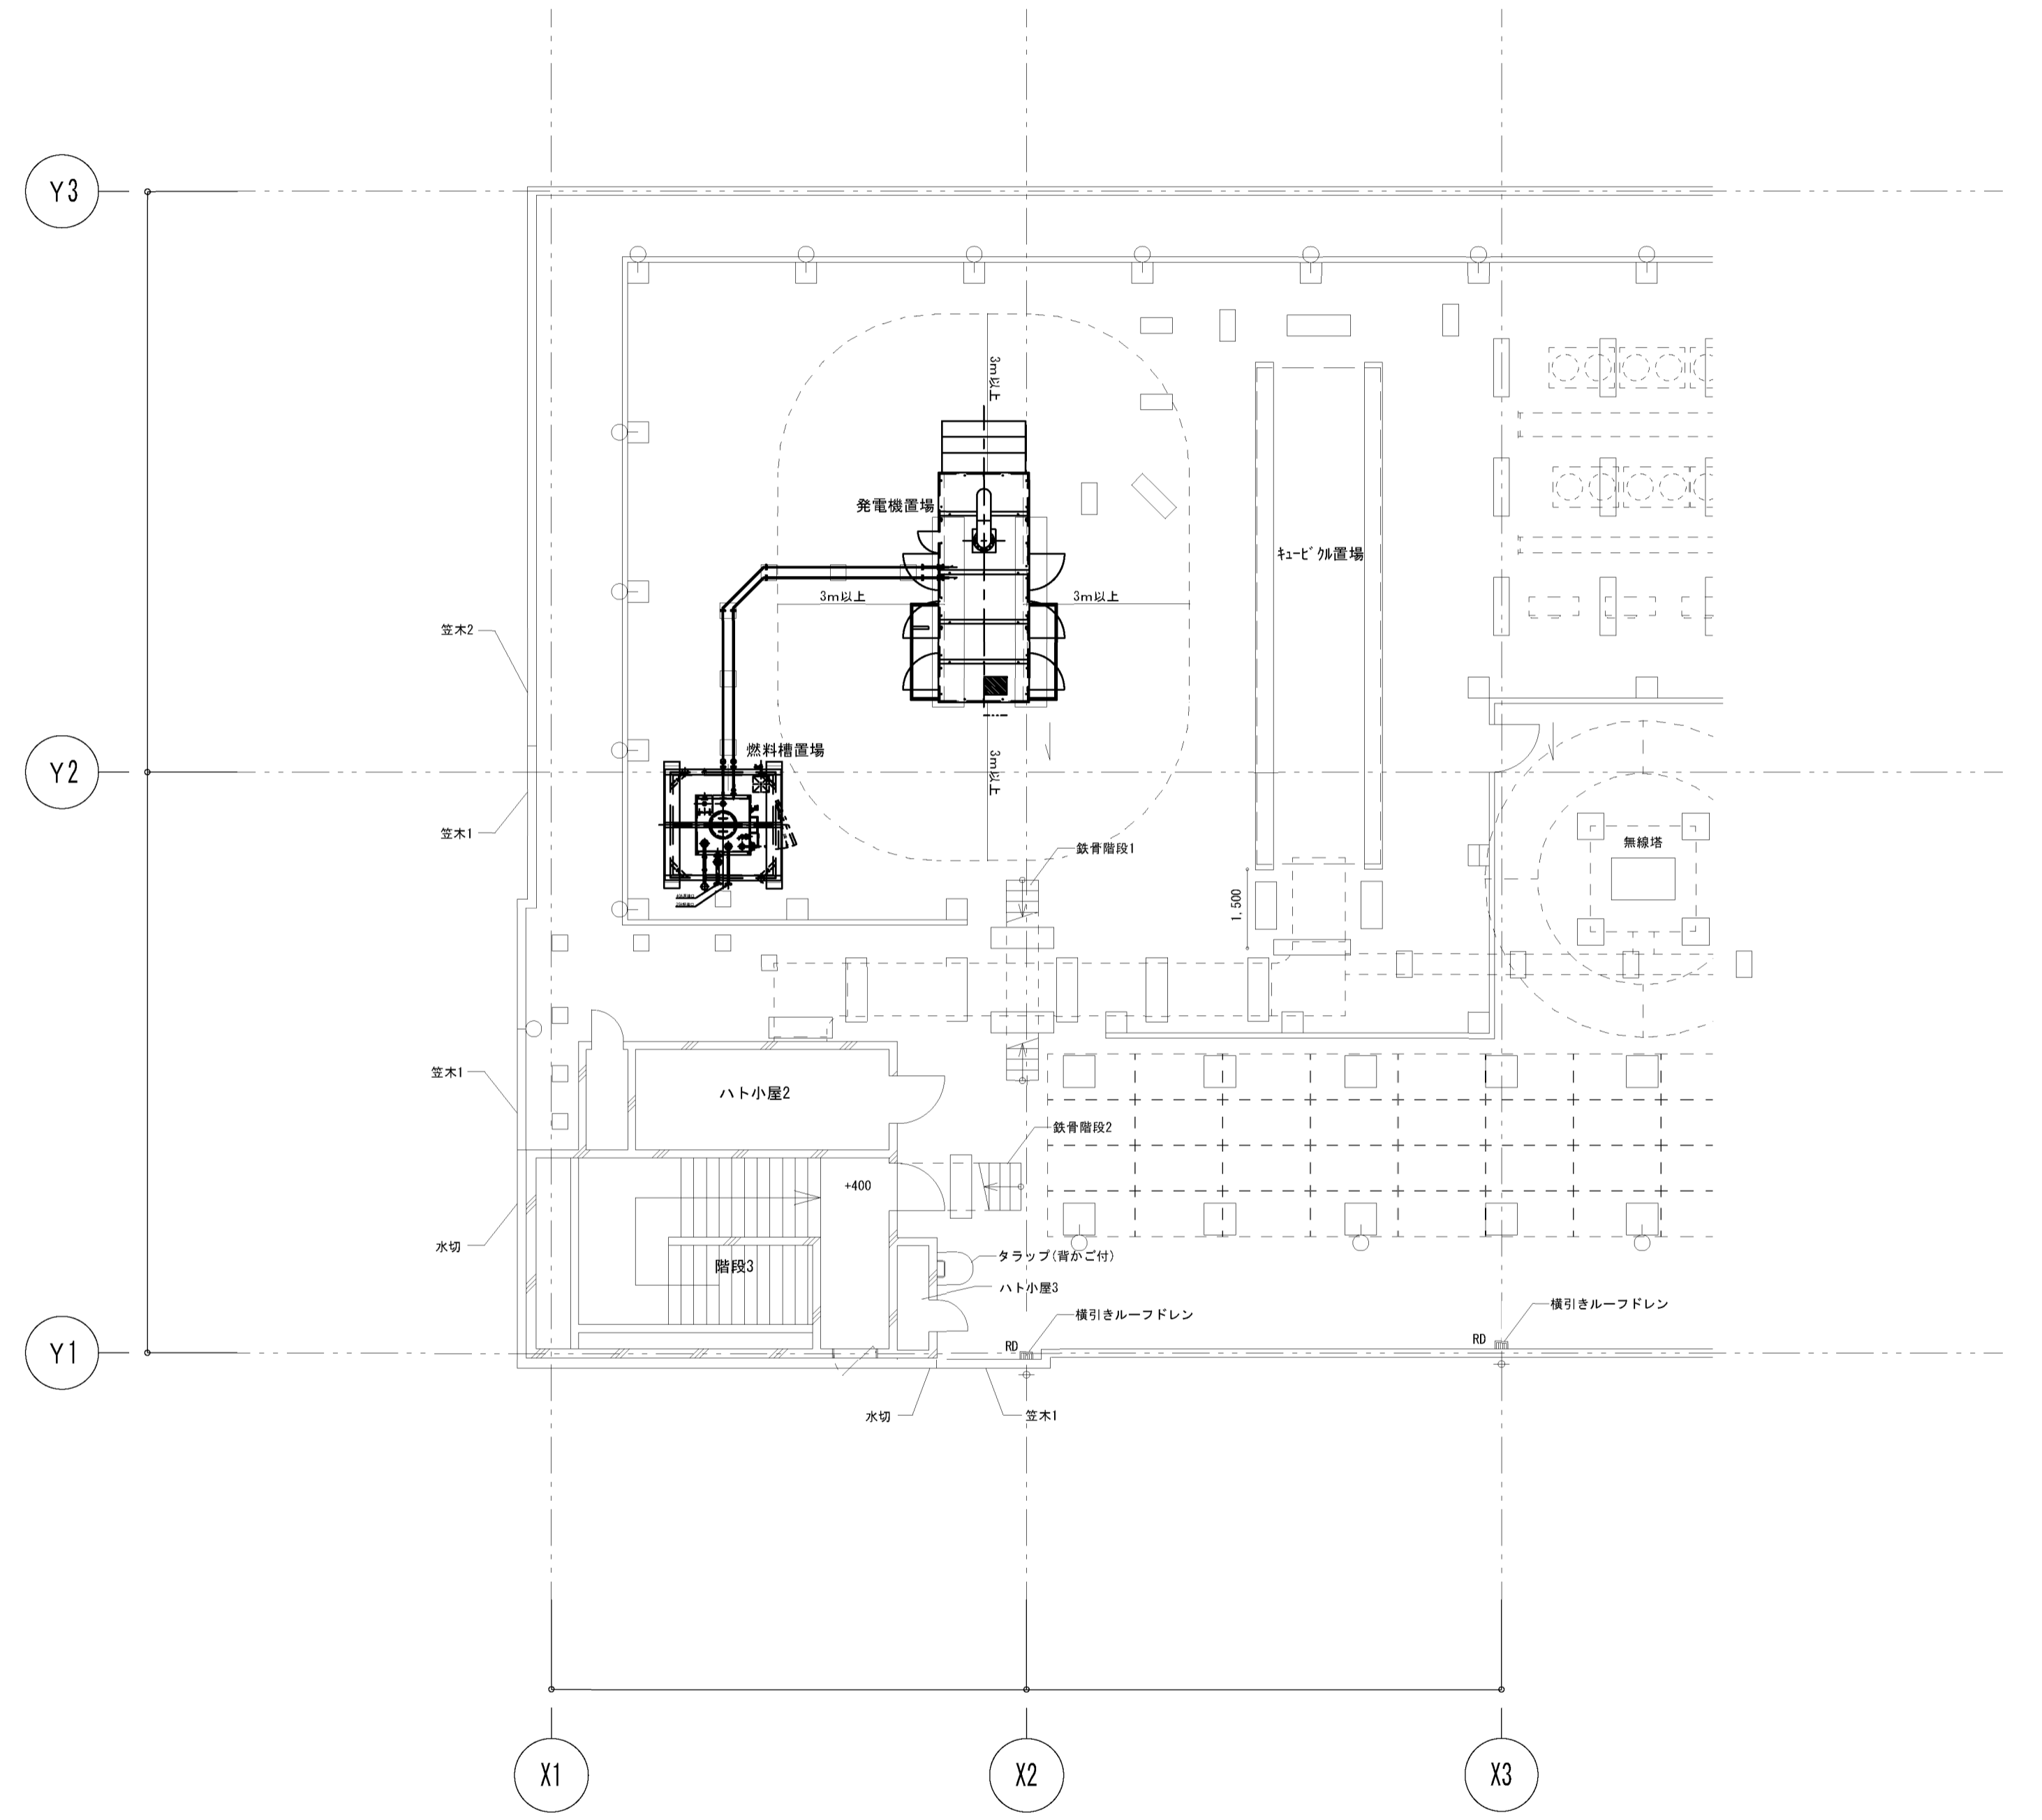 Y3
3m以上
発電機置場
ｷｭｰﾋﾞｸﾙ置場
3m以上
3m以上
笠木2
燃料槽置場
3m以上
Y2
笠木1
無線塔
鉄骨階段1
1,500
笠木1
ハト小屋2
鉄骨階段2
+400
水切
タラップ(背かご付)
階段3
ハト小屋3
横引きルーフドレン
横引きルーフドレン
RD
RD
Y1
水切
笠木1
X1
X2
X3